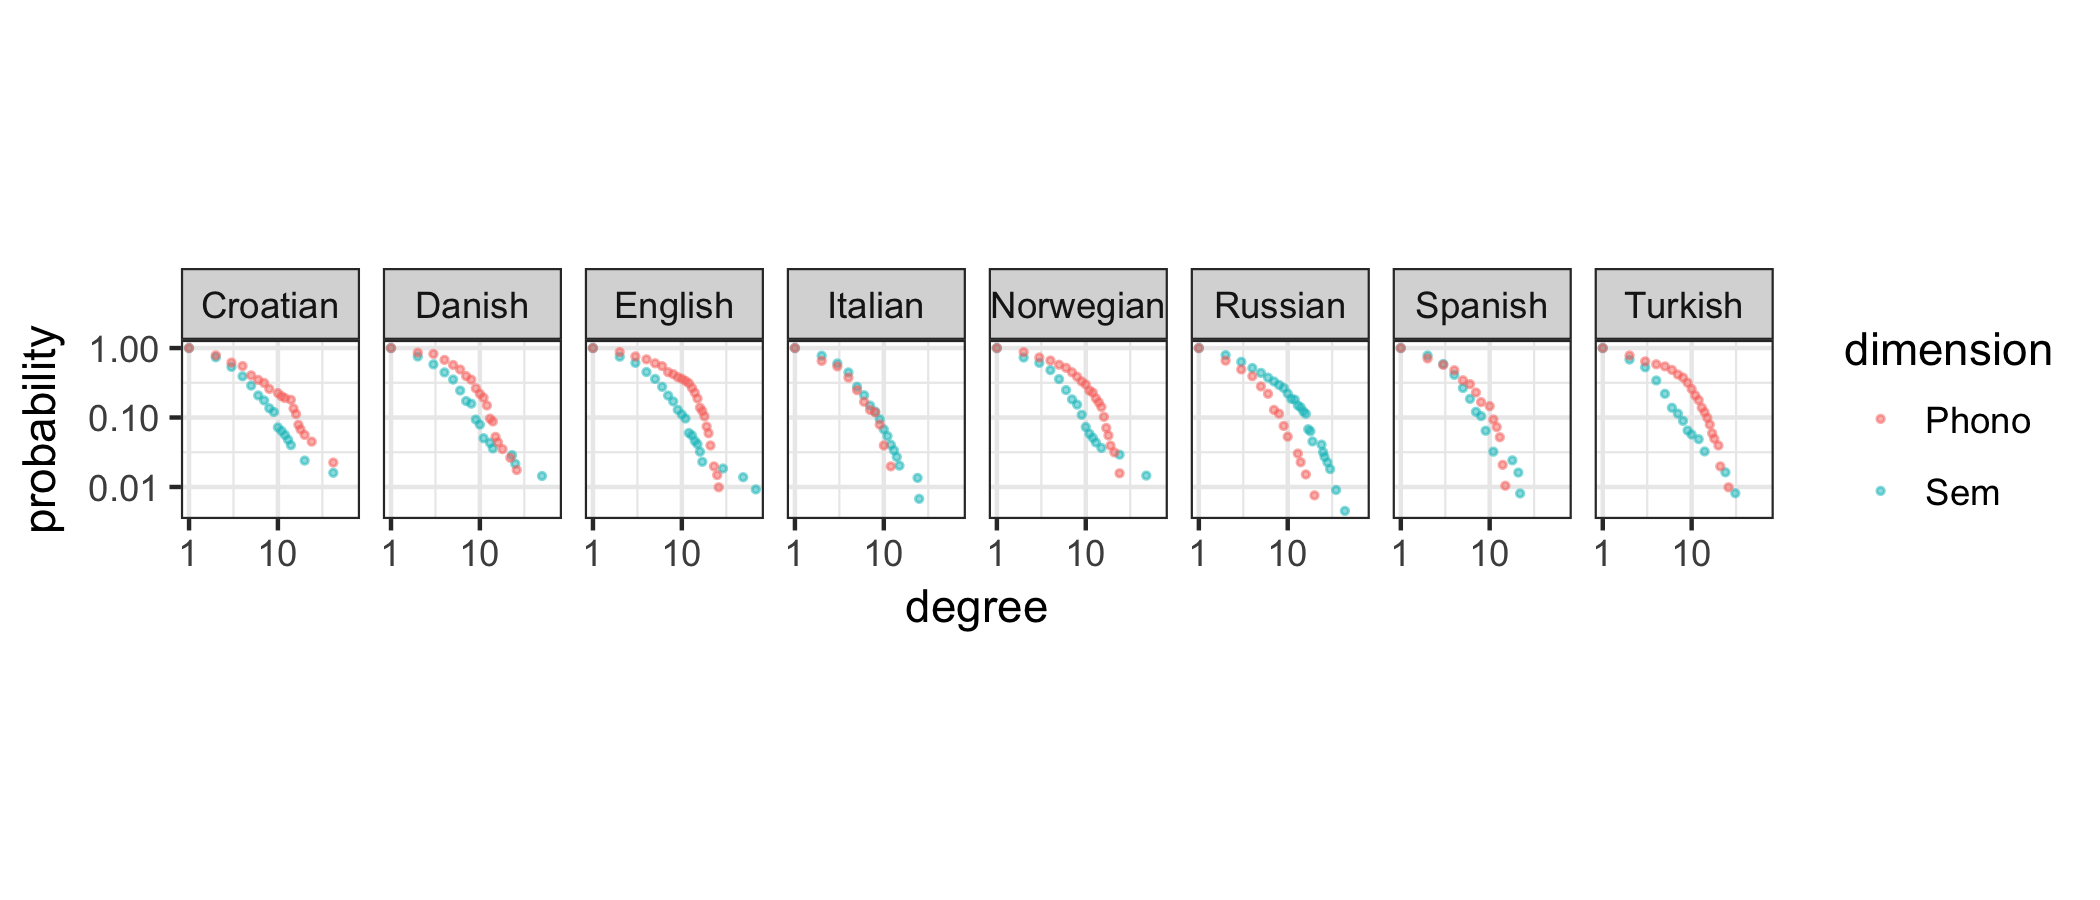 Croatian Danish English Italian Norwegian Russian Spanish Turkish
probability
1.00
0.10
0.01
1 10 1 10 1 10 1 10 1 10 1 10 1 10 1 10
degree
dimension
Phono
Sem